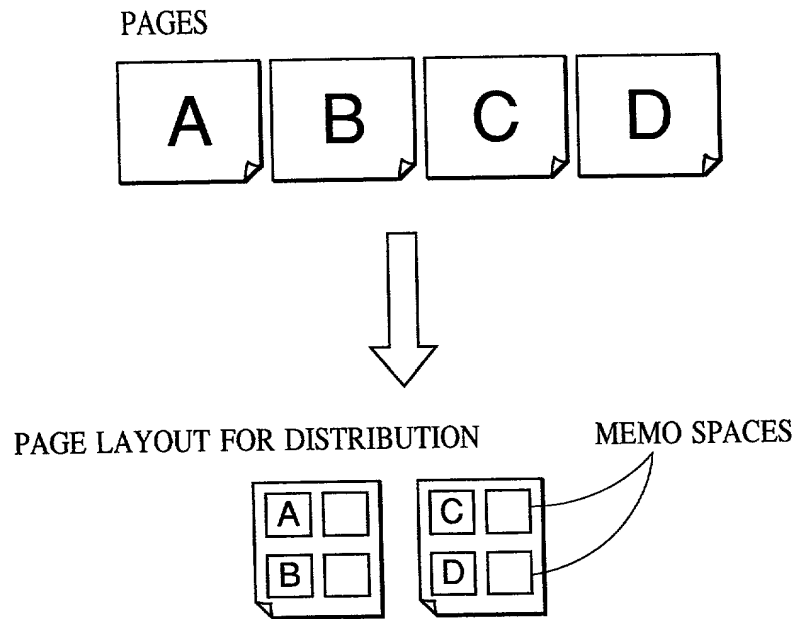 PAGES
A B C D
PAGE LAYOUT FOR DISTRIBUTION
MEMO SPACES
A C
B D